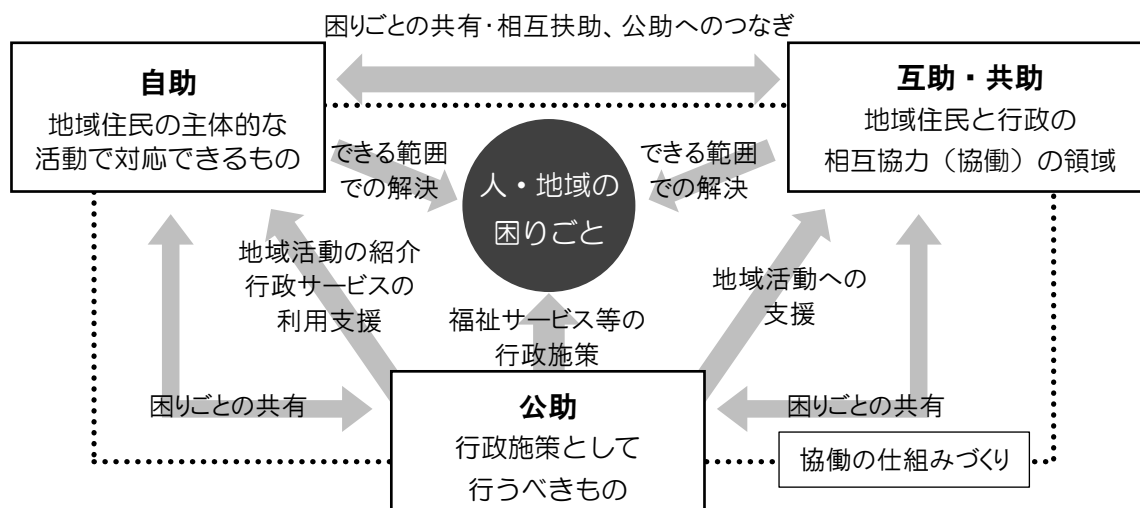 困りごとの共有・相互扶助、公助へのつなぎ
自助
地域住民の主体的な
活動で対応できるもの
互助・共助
地域住民と行政の
相互協力（協働）の領域
できる範囲
での解決
人・地域の
困りごと
できる範囲
での解決
地域活動の紹介
行政サービスの
利用支援
福祉サービス等の
行政施策
地域活動への
支援
困りごとの共有
公助
行政施策として
行うべきもの
困りごとの共有
協働の仕組みづくり